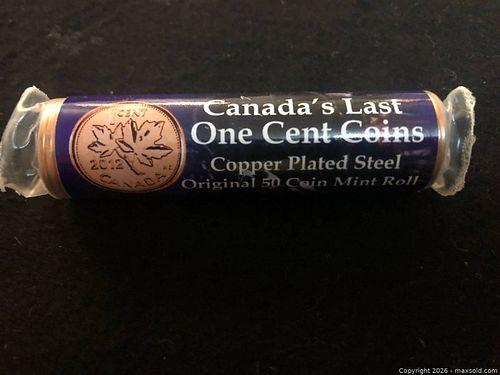 CENT
2012
CANADA
Canada's Last
One Cent Coins
Copper Plated Steel
Original 50 Coin Mint Roll
Copyright 2026 - maxsold.com